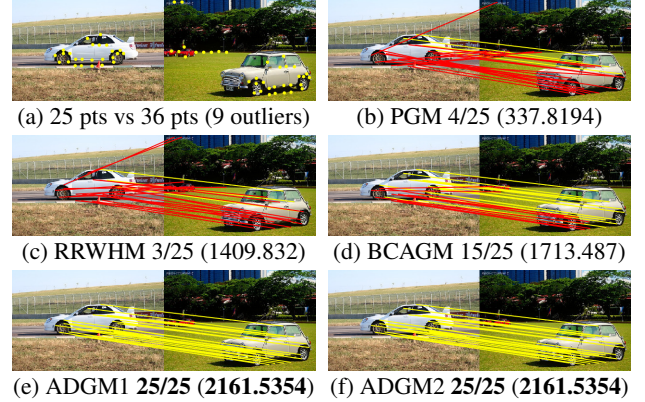 (a) 25 pts vs 36 pts (9 outliers)
(b) PGM 4/25 (337.8194)
(c) RRWHM 3/25 (1409.832)
(d) BCAGM 15/25 (1713.487)
(e) ADGM1 25/25 (2161.5354)
(f) ADGM2 25/25 (2161.5354)